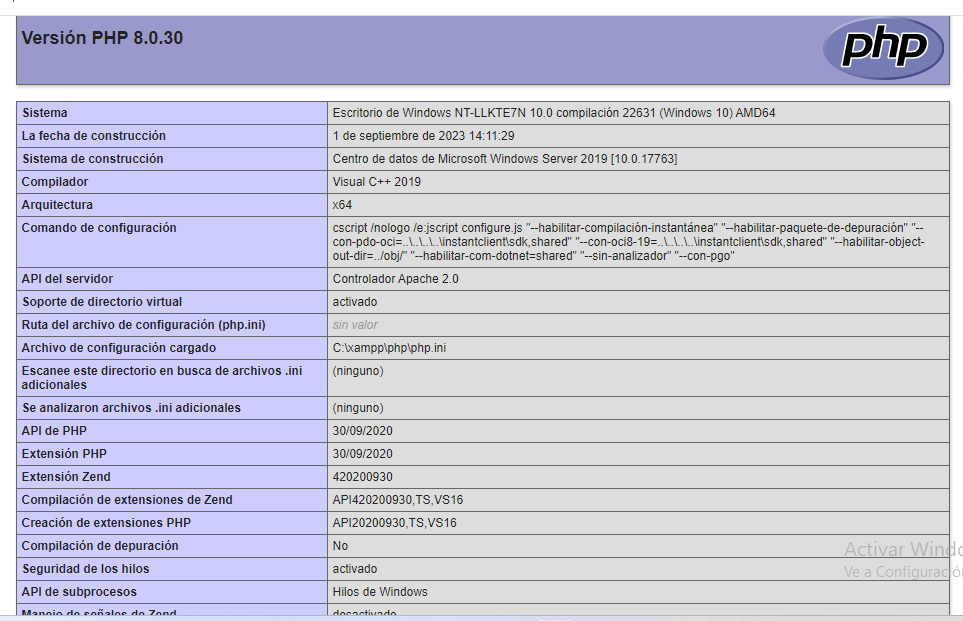 Versión PHP 8.0.30
php
Sistema
Escritorio de Windows NT-LLKTE7N 10.0 compilación 22631 (Windows 10) AMD64
La fecha de construcción
1 de septiembre de 2023 14:11:29
Sistema de construcción
Centro de datos de Microsoft Windows Server 2019 [10.0.17763]
Compilador
Visual C++ 2019
Arquitectura
x64
Comando de configuración
cscript /nologo /e:jscript configure.js "--habilitar-compilación-instantánea" "--habilitar-paquete-de-depuración" "--
con-pdo-oci=..\..\..\..\instantclient\sdk,shared" "--con-oci8-19=..\..\..\..\instantclient\sdk,shared" "--habilitar-object-
out-dir=../obj/" "--habilitar-com-dotnet=shared" "--sin-analizador" "--con-pgo"
API del servidor
Controlador Apache 2.0
Soporte de directorio virtual
activado
Ruta del archivo de configuración (php.ini)
sin valor
Archivo de configuración cargado
C:\xampp\php\php.ini
Escanee este directorio en busca de archivos .ini
adicionales
(ninguno)
Se analizaron archivos .ini adicionales
(ninguno)
API de PHP
30/09/2020
Extensión PHP
30/09/2020
Extensión Zend
420200930
Compilación de extensiones de Zend
API420200930,TS,VS16
Creación de extensiones PHP
API20200930,TS,VS16
Compilación de depuración
No
Seguridad de los hilos
activado
API de subprocesos
Hilos de Windows
Manejo de señales de Zend
desactivado
Activar Windo
Ve a Configuración